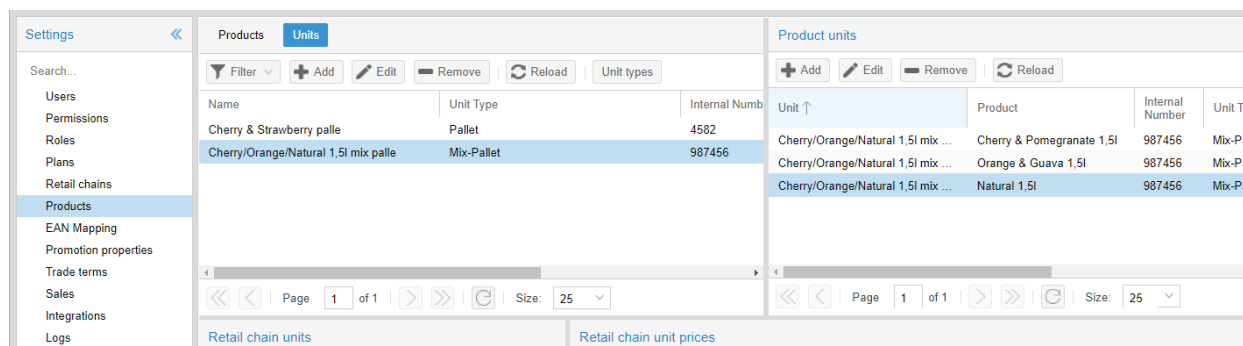 Settings
Search...
Users
Permissions
Roles
Plans
Retail chains
Products
EAN Mapping
Promotion properties
Trade terms
Sales
Integrations
Logs
Products Units
Filter Add Edit Remove Reload Unit types
Name Unit Type Internal Numb
Cherry & Strawberry palle Pallet 4582
Cherry/Orange/Natural 1,5l mix palle Mix-Pallet 987456
Page 1 of 1 Size: 25
Product units
Add Edit Remove Reload
Unit Product Internal Number Unit T
Cherry/Orange/Natural 1,5l mix ... Cherry & Pomegranate 1,5l 987456 Mix-P
Cherry/Orange/Natural 1,5l mix ... Orange & Guava 1,5l 987456 Mix-P
Cherry/Orange/Natural 1,5l mix ... Natural 1,5l 987456 Mix-P
Page 1 of 1 Size: 25
Retail chain units
Retail chain unit prices